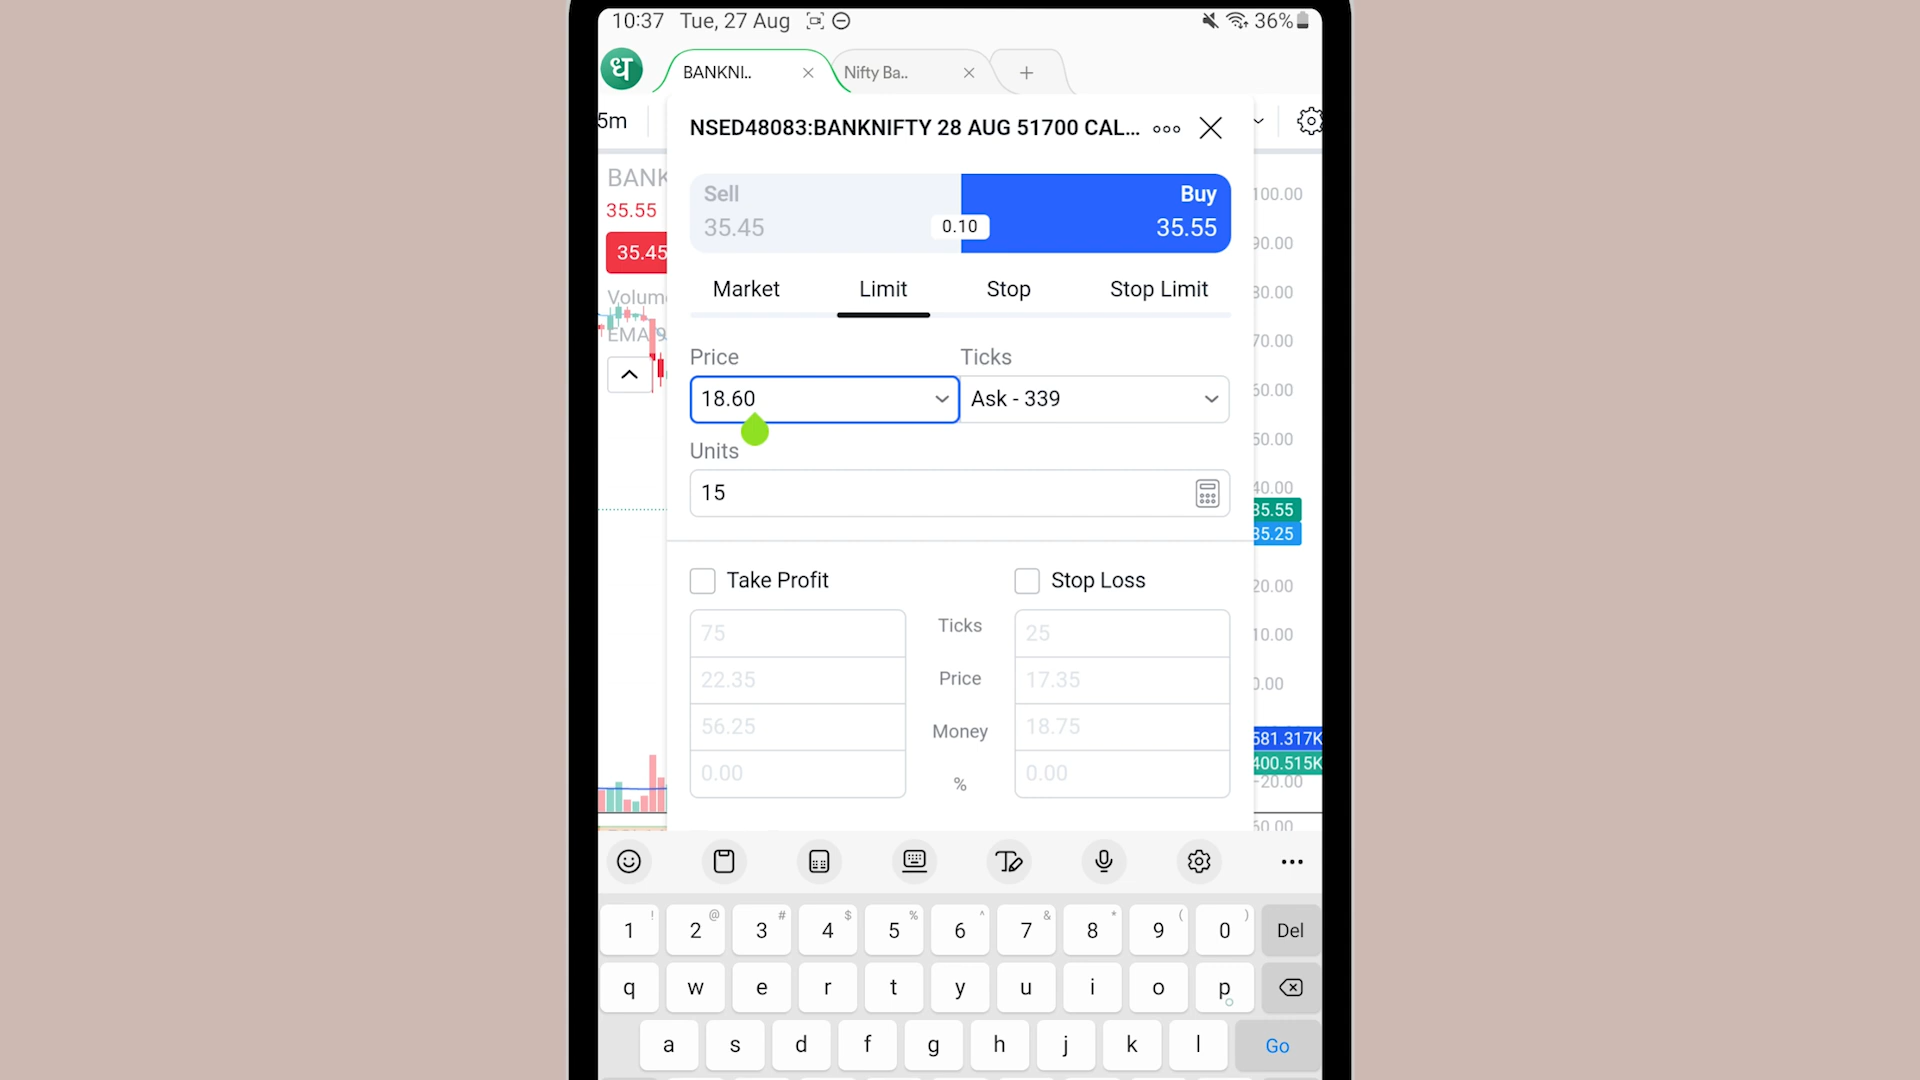 10:37 Tue, 27 Aug 36%
ध
BANKNI.. Nifty Ba..
5m
NSED48083:BANKNIFTY 28 AUG 51700 CAL...
BANK
35.55
35.45
Volum
EMA 9
Sell
35.45
0.10
Buy
35.55
Market Limit Stop Stop Limit
Price Ticks
18.60 Ask - 339
Units
15
Take Profit Stop Loss
75 Ticks 25
22.35 Price 17.35
56.25 Money 18.75
0.00 % 0.00
100.00
90.00
80.00
70.00
60.00
50.00
40.00
35.55
35.25
20.00
10.00
0.00
581.317K
400.515K
-20.00
60.00
1 ! 2 @ 3 # 4 $ 5 % 6 ^ 7 & 8 * 9 ( 0 ) Del
q w e r t y u i o p
a s d f g h j k l Go